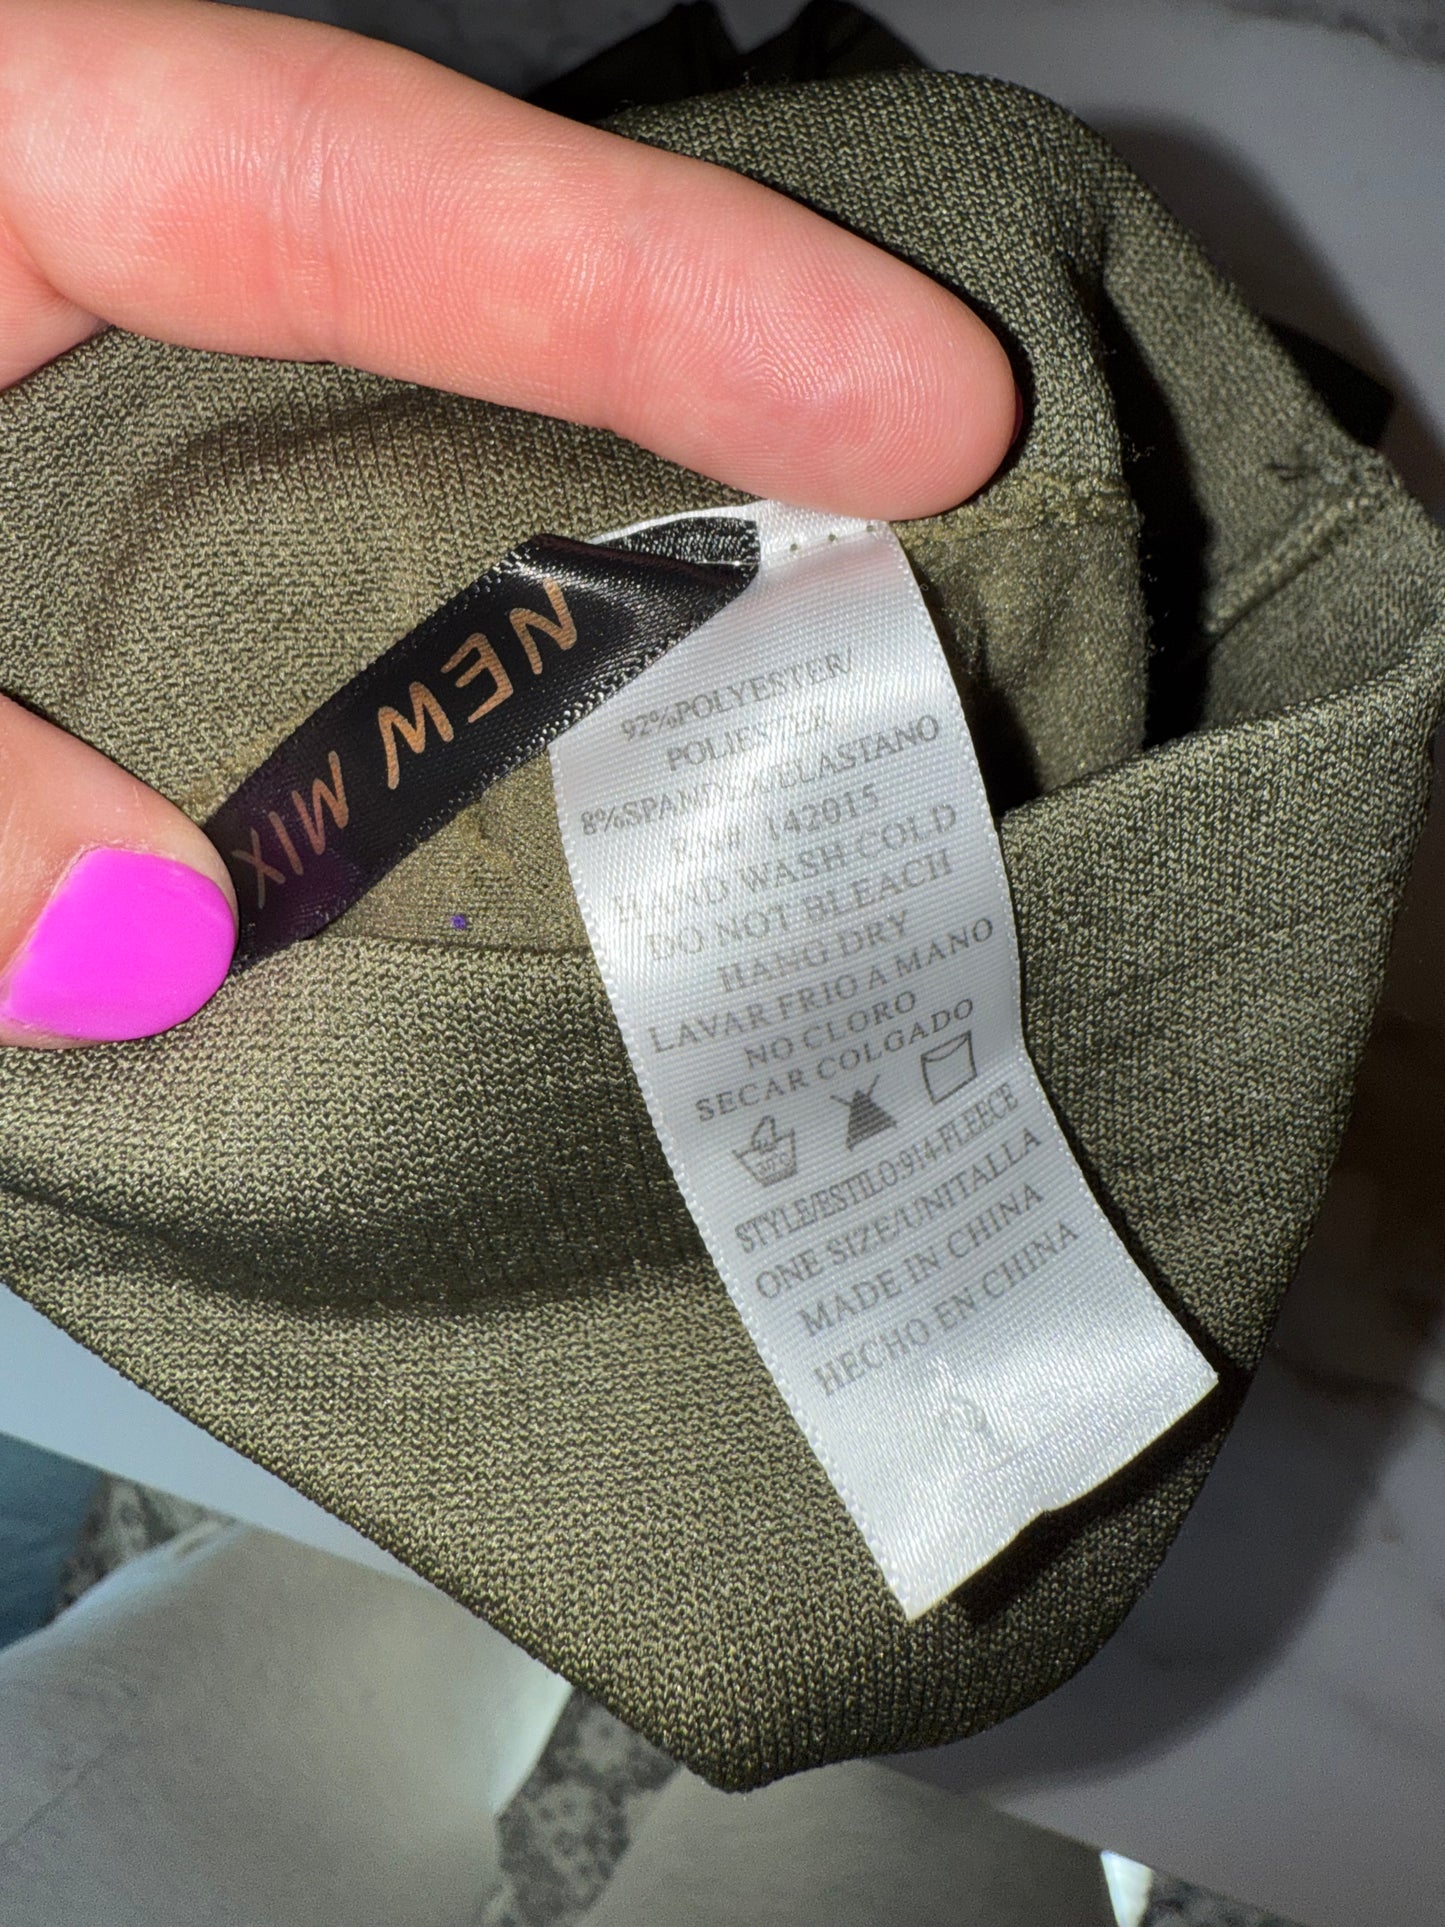 NEW MIX
92%POLYESTER/
POLIESTER
8%SPANDEX/ELASTANO
RN# 142015
HAND WASH COLD
DO NOT BLEACH
HANG DRY
LAVAR FRIO A MANO
NO CLORO
SECAR COLGADO
STYLE/ESTILO:914-FLEECE
ONE SIZE/UNITALLA
MADE IN CHINA
HECHO EN CHINA